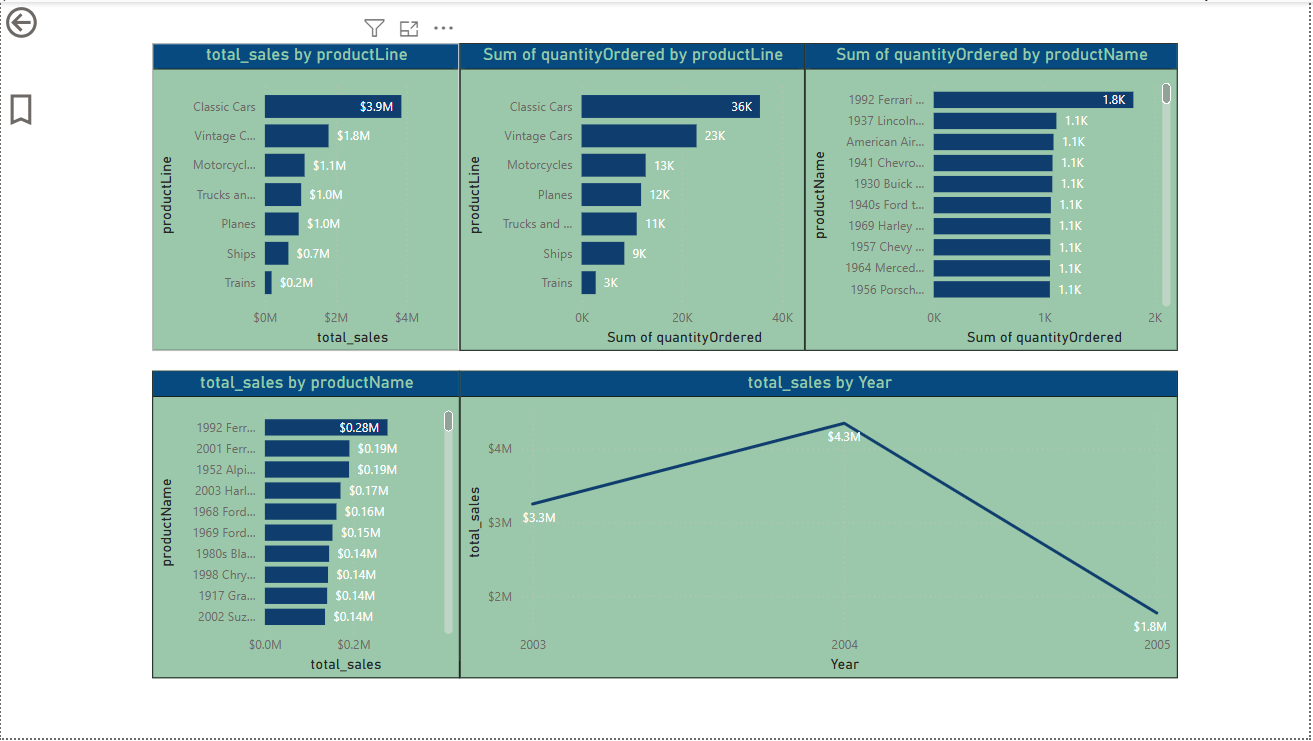 total_sales by productLine
productLine
Classic Cars $3.9M
Vintage C... $1.8M
Motorcycl... $1.1M
Trucks an... $1.0M
Planes $1.0M
Ships $0.7M
Trains $0.2M
$0M $2M $4M
total_sales
Sum of quantityOrdered by productLine
productLine
Classic Cars 36K
Vintage Cars 23K
Motorcycles 13K
Planes 12K
Trucks and ... 11K
Ships 9K
Trains 3K
0K 20K 40K
Sum of quantityOrdered
Sum of quantityOrdered by productName
productName
1992 Ferrari ... 1.8K
1937 Lincoln... 1.1K
American Air... 1.1K
1941 Chevro... 1.1K
1930 Buick ... 1.1K
1940s Ford t... 1.1K
1969 Harley ... 1.1K
1957 Chevy ... 1.1K
1964 Merced... 1.1K
1956 Porsch... 1.1K
0K 1K 2K
Sum of quantityOrdered
total_sales by productName
productName
1992 Ferr... $0.28M
2001 Ferr... $0.19M
1952 Alpi... $0.19M
2003 Harl... $0.17M
1968 Ford... $0.16M
1969 Ford... $0.15M
1980s Bla... $0.14M
1998 Chry... $0.14M
1917 Gra... $0.14M
2002 Suz... $0.14M
$0.0M $0.2M
total_sales
total_sales by Year
total_sales
$4M
$3M
$2M
$3.3M
$4.3M
$1.8M
2003 2004 2005
Year